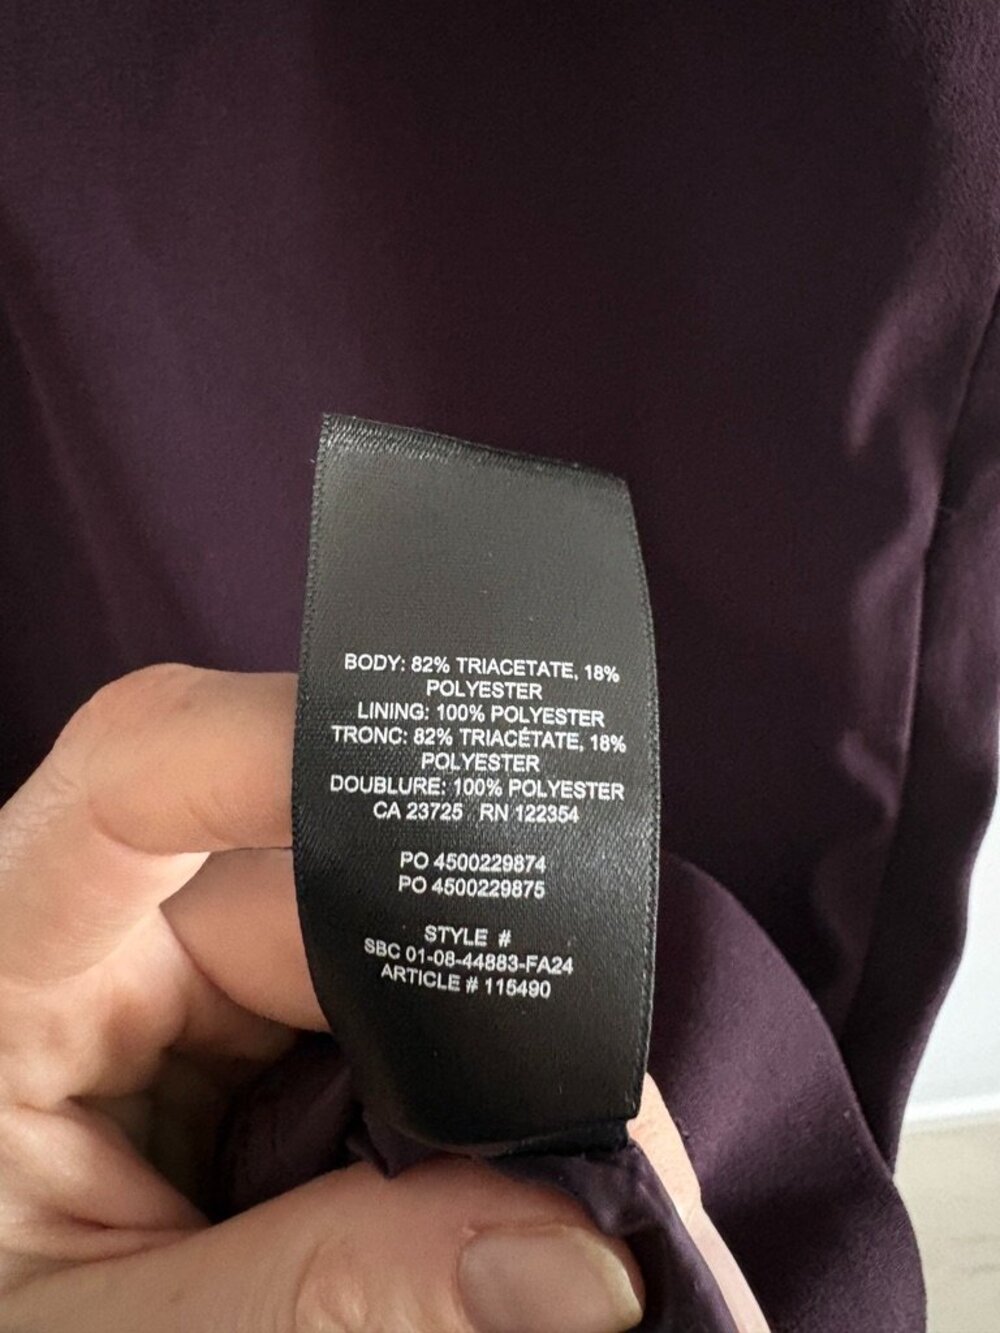 BODY: 82% TRIACETATE, 18%
POLYESTER
LINING: 100% POLYESTER
TRONC: 82% TRIACÉTATE, 18%
POLYESTER
DOUBLURE: 100% POLYESTER
CA 23725 RN 122354
PO 4500229874
PO 4500229875
STYLE #
SBC 01-08-44883-FA24
ARTICLE # 115490